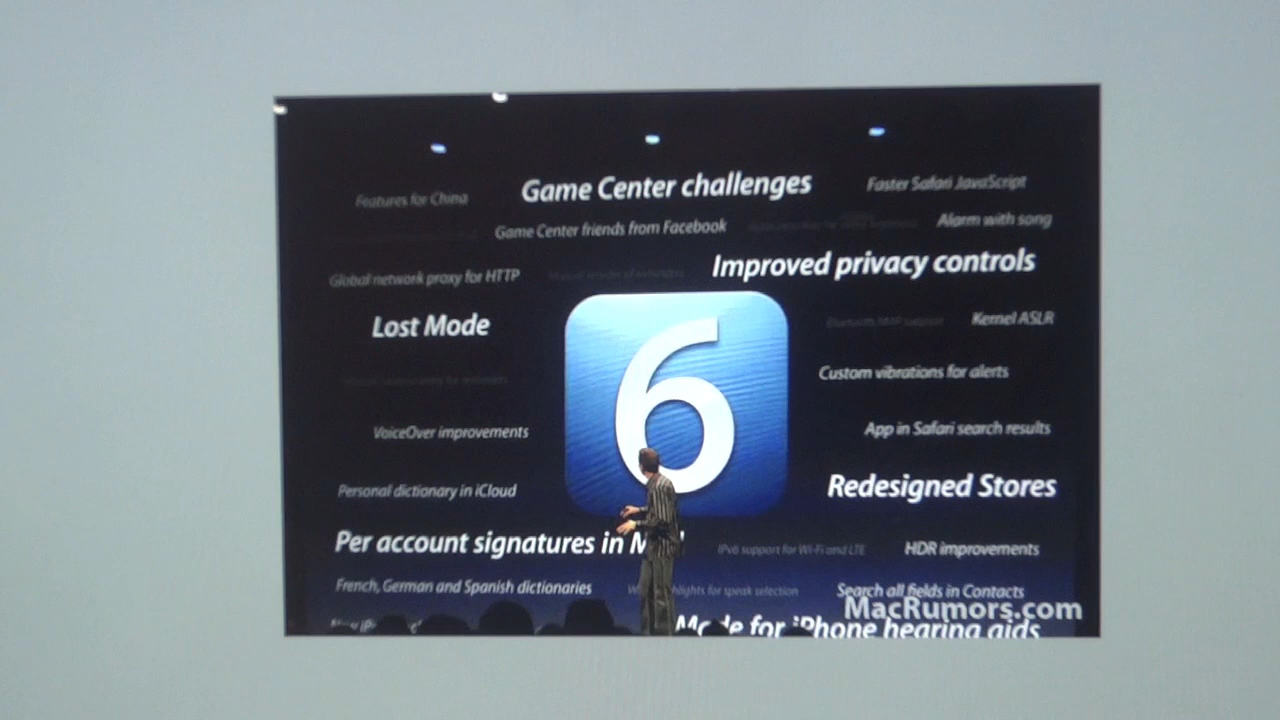 Game Center challenges
Features for China
Faster Safari JavaScript
Game Center friends from Facebook
Alarm with song
Improved privacy controls
Global network proxy for HTTP
Lost Mode
6
Kernel ASLR
Custom vibrations for alerts
VoiceOver improvements
App in Safari search results
Personal dictionary in iCloud
Redesigned Stores
Per account signatures in
IPv6 support for Wi-Fi and LTE
HDR improvements
French, German and Spanish dictionaries
for speak selection
Search all fields in Contacts
MacRumors.com
for iPhone hearing aids